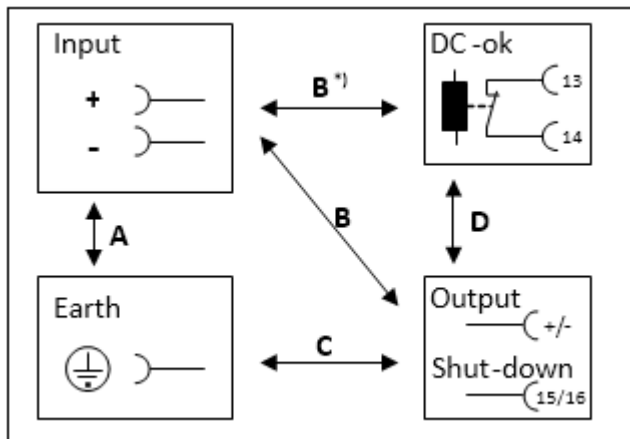 Input
+
-
B *)
DC -ok
13
14
A
B
D
Earth
C
Output
+/-
Shut-down
15/16